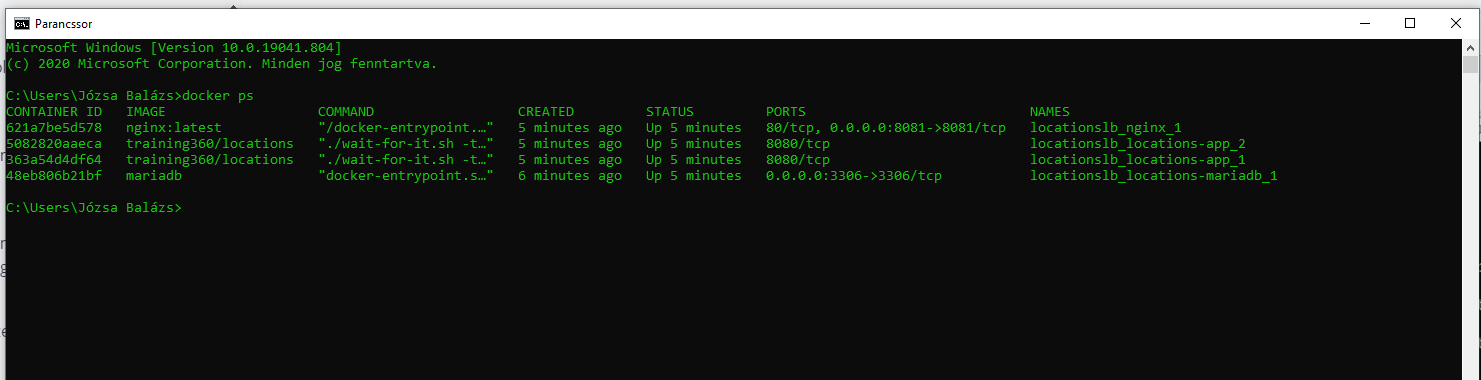 Parancssor
Microsoft Windows [Version 10.0.19041.804]
(c) 2020 Microsoft Corporation. Minden jog fenntartva.
C:\Users\Józsa Balázs>docker ps
CONTAINER ID   IMAGE                   COMMAND                  CREATED         STATUS         PORTS                            NAMES
621a7be5d578   nginx:latest            "/docker-entrypoint.…"   5 minutes ago   Up 5 minutes   80/tcp, 0.0.0.0:8081->8081/tcp   locationslb_nginx_1
5082820aaeca   training360/locations   "./wait-for-it.sh -t…"   5 minutes ago   Up 5 minutes   8080/tcp                         locationslb_locations-app_2
363a54d4df64   training360/locations   "./wait-for-it.sh -t…"   5 minutes ago   Up 5 minutes   8080/tcp                         locationslb_locations-app_1
48eb806b21bf   mariadb                 "docker-entrypoint.s…"   6 minutes ago   Up 5 minutes   0.0.0.0:3306->3306/tcp           locationslb_locations-mariadb_1
C:\Users\Józsa Balázs>